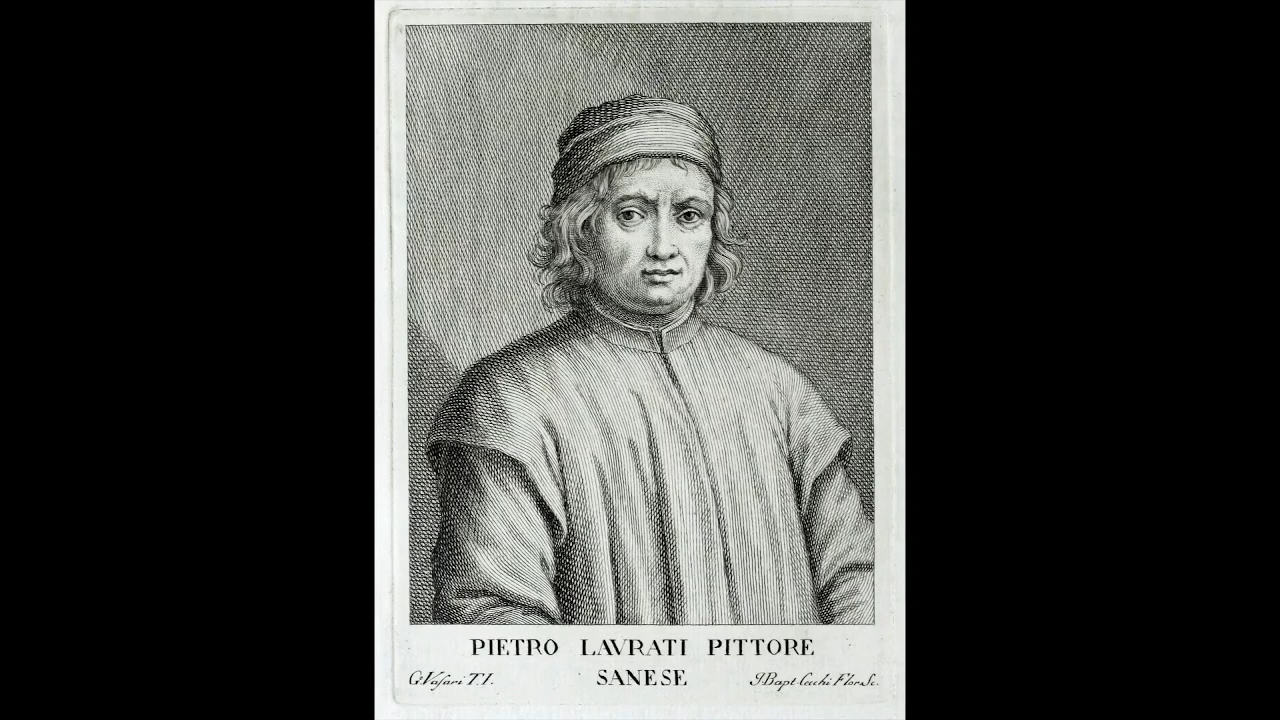 PIETRO LAVRATI PITTORE
SANESE
G. Vasari T. I.
J. Bapt. Cecchi Flor. Sc.